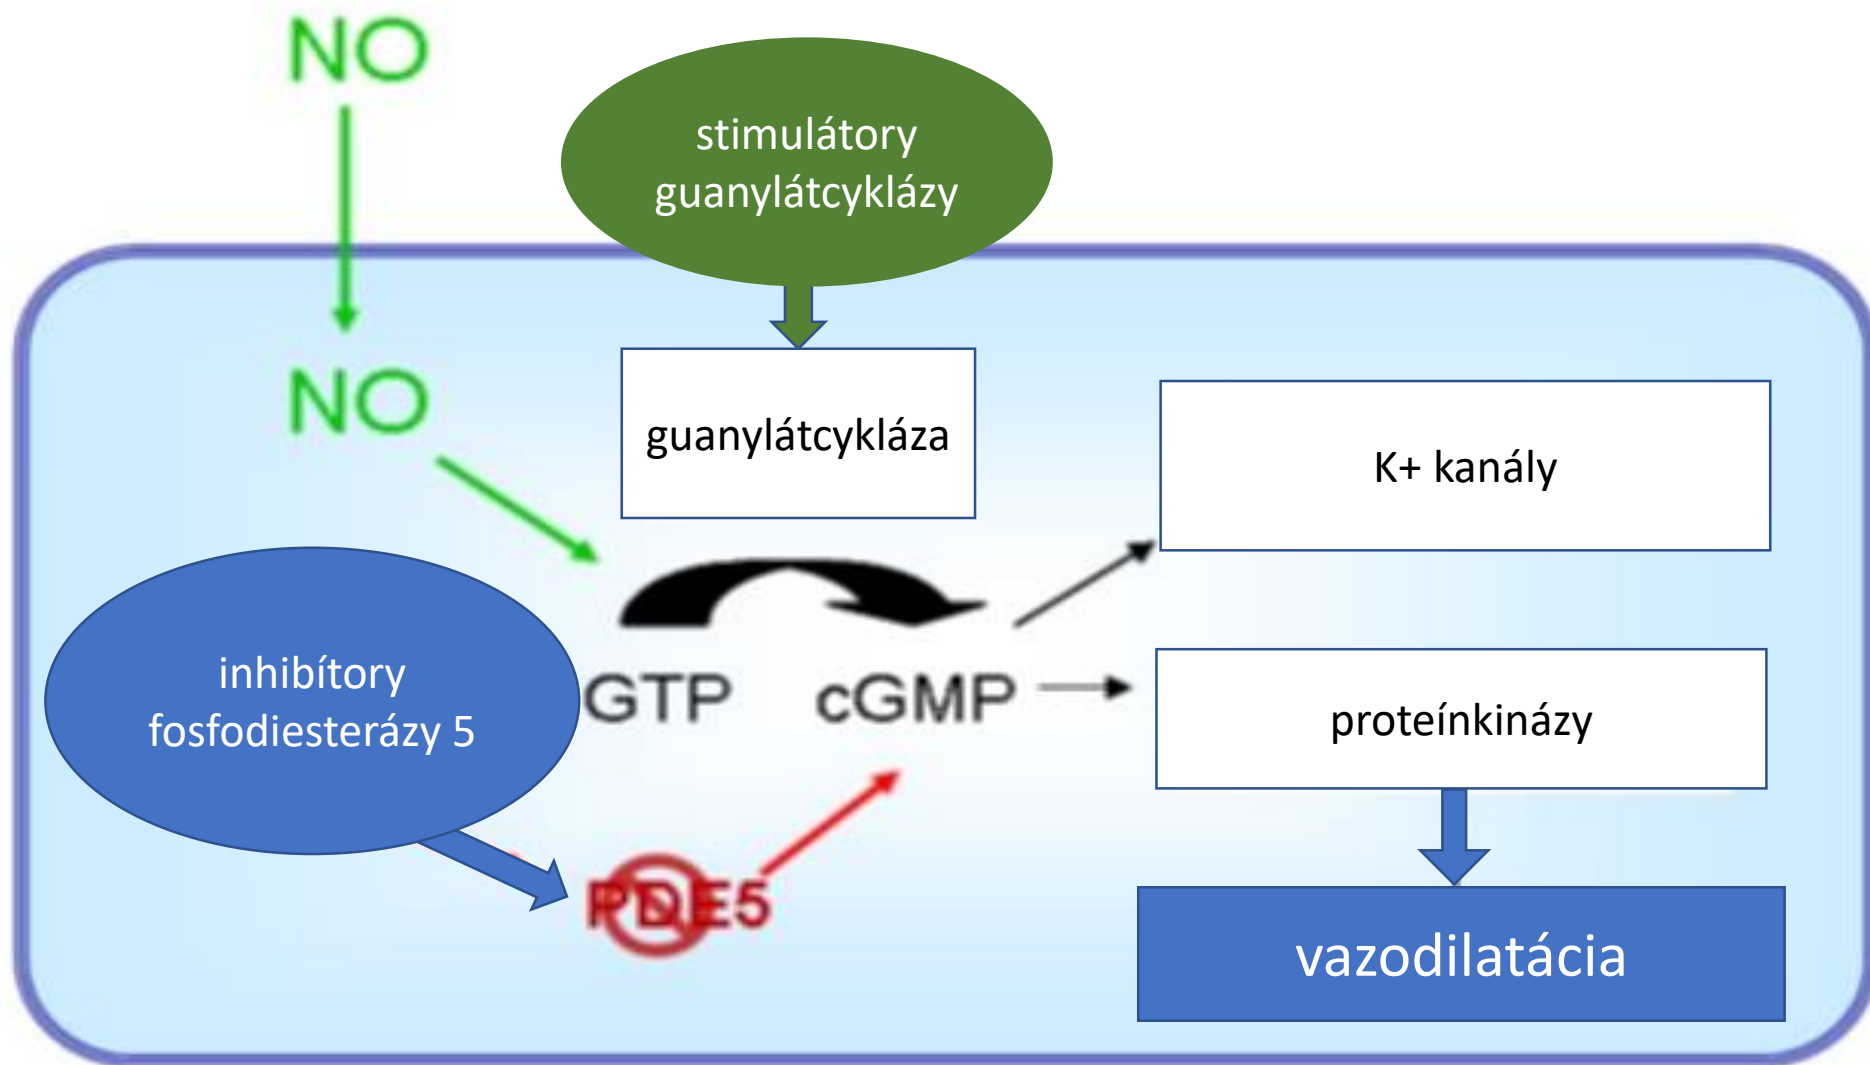 NO
stimulátory
guanylátcyklázy
NO
guanylátcykláza
K+ kanály
inhibítory
fosfodiesterázy 5
GTP
cGMP
proteínkinázy
PDE5
vazodilatácia